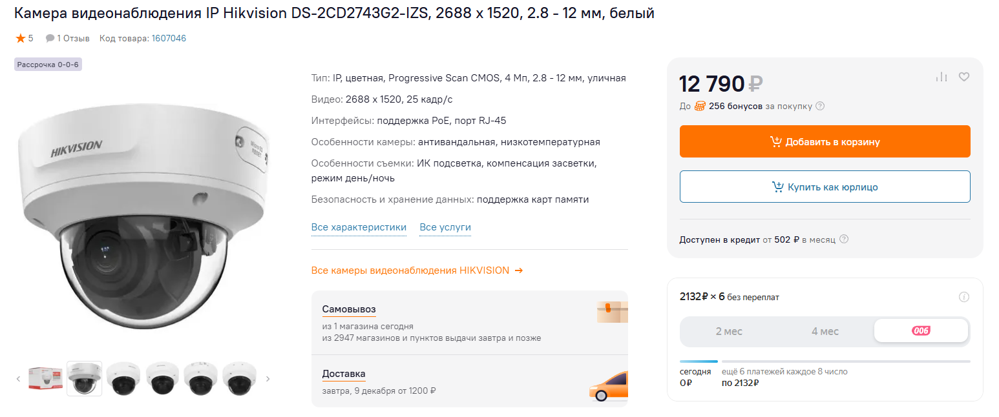 Камера видеонаблюдения IP Hikvision DS-2CD2743G2-IZS, 2688 x 1520, 2.8 - 12 мм, белый
5 1 Отзыв Код товара: 1607046
Рассрочка 0-0-6
HIKVISION
Тип: IP, цветная, Progressive Scan CMOS, 4 Мп, 2.8 - 12 мм, уличная
Видео: 2688 x 1520, 25 кадр/с
Интерфейсы: поддержка PoE, порт RJ-45
Особенности камеры: антивандальная, низкотемпературная
Особенности съемки: ИК подсветка, компенсация засветки,
режим день/ночь
Безопасность и хранение данных: поддержка карт памяти
Все характеристики Все услуги
Все камеры видеонаблюдения HIKVISION →
Самовывоз
из 1 магазина сегодня
из 2947 магазинов и пунктов выдачи завтра и позже
Доставка
завтра, 9 декабря от 1200 ₽
12 790 ₽
До 256 бонусов за покупку ?
Добавить в корзину
Купить как юрлицо
Доступен в кредит от 502 ₽ в месяц ?
2132 ₽ × 6 без переплат
2 мес 4 мес 006
сегодня ещё 6 платежей каждое 8 число
0 ₽ по 2132 ₽